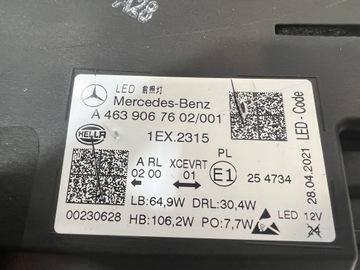 A28
LED 前照灯
Mercedes-Benz
A 463 906 76 02/001
HELLA
1EX.2315
PL
A RL XCEVRT
0200 01
E1
25 4734
LB:64,9W DRL:30,4W
00230628 HB:106,2W PO:7,7W
LED 12V
28.04.2021 LED-Code